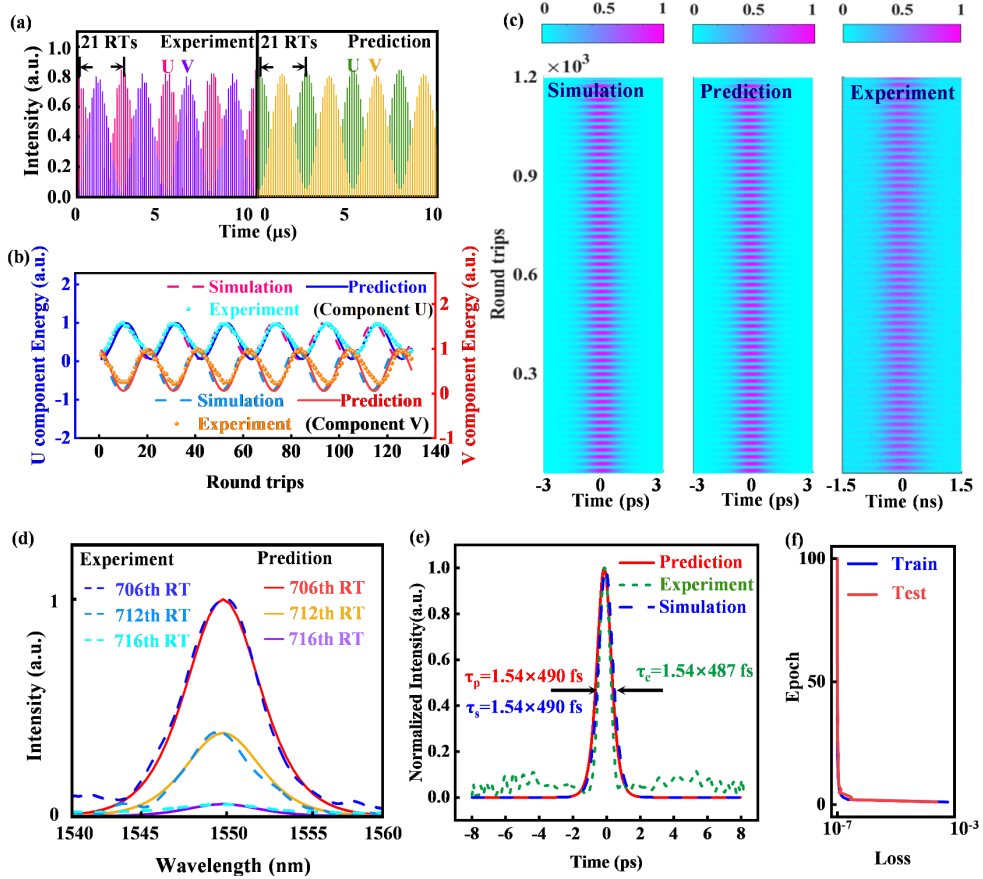 (a)
21 RTs Experiment
U V
21 RTs Prediction
U V
Intensity (a.u.)
1.0
0.8
0.6
0.4
0.2
0.0
0 5 10
0 5 10
Time (μs)
(b)
U component Energy (a.u.)
V component Energy (a.u.)
2
1
0
-1
-2
2
1
0
-1
Simulation Prediction
Experiment (Component U)
Simulation Prediction
Experiment (Component V)
0 20 40 60 80 100 120 140
Round trips
(c)
0 0.5 1
0 0.5 1
0 0.5 1
×10³
1.2
0.9
0.6
0.3
Round trips
Simulation
Prediction
Experiment
-3 0 3
-3 0 3
-1.5 0 1.5
Time (ps)
Time (ps)
Time (ns)
(d)
Experiment
706th RT
712th RT
716th RT
Predition
706th RT
712th RT
716th RT
Intensity (a.u.)
1
0
1540 1545 1550 1555 1560
Wavelength (nm)
(e)
Prediction
Experiment
Simulation
τp=1.54×490 fs
τs=1.54×490 fs
τc=1.54×487 fs
Normalized Intensity(a.u.)
1.0
0.8
0.6
0.4
0.2
0.0
-8 -6 -4 -2 0 2 4 6 8
Time (ps)
(f)
Train
Test
Epoch
100
50
0
10⁻⁷ 10⁻³
Loss